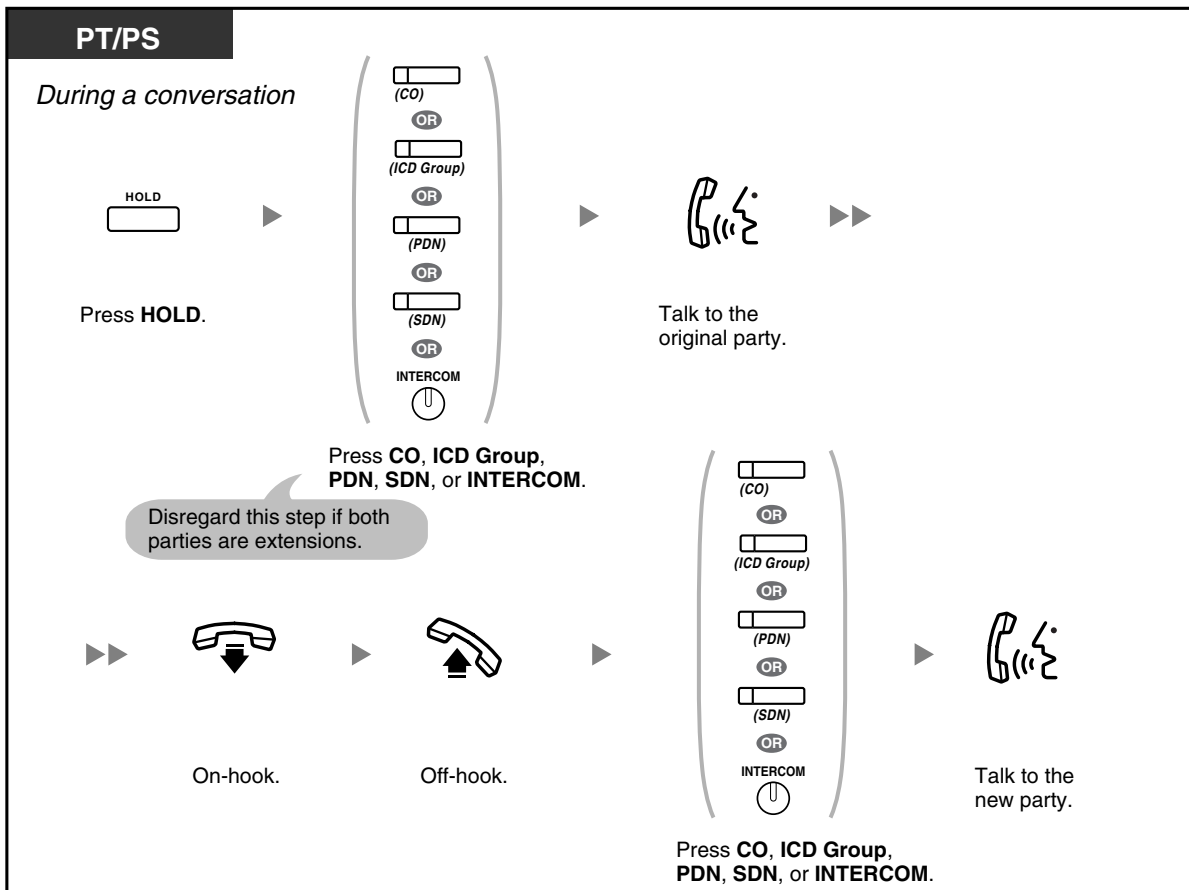 PT/PS
During a conversation
HOLD
Press HOLD.
(CO)
OR
(ICD Group)
OR
(PDN)
OR
(SDN)
OR
INTERCOM
Press CO, ICD Group,
PDN, SDN, or INTERCOM.
Disregard this step if both
parties are extensions.
Talk to the
original party.
On-hook.
Off-hook.
(CO)
OR
(ICD Group)
OR
(PDN)
OR
(SDN)
OR
INTERCOM
Press CO, ICD Group,
PDN, SDN, or INTERCOM.
Talk to the
new party.